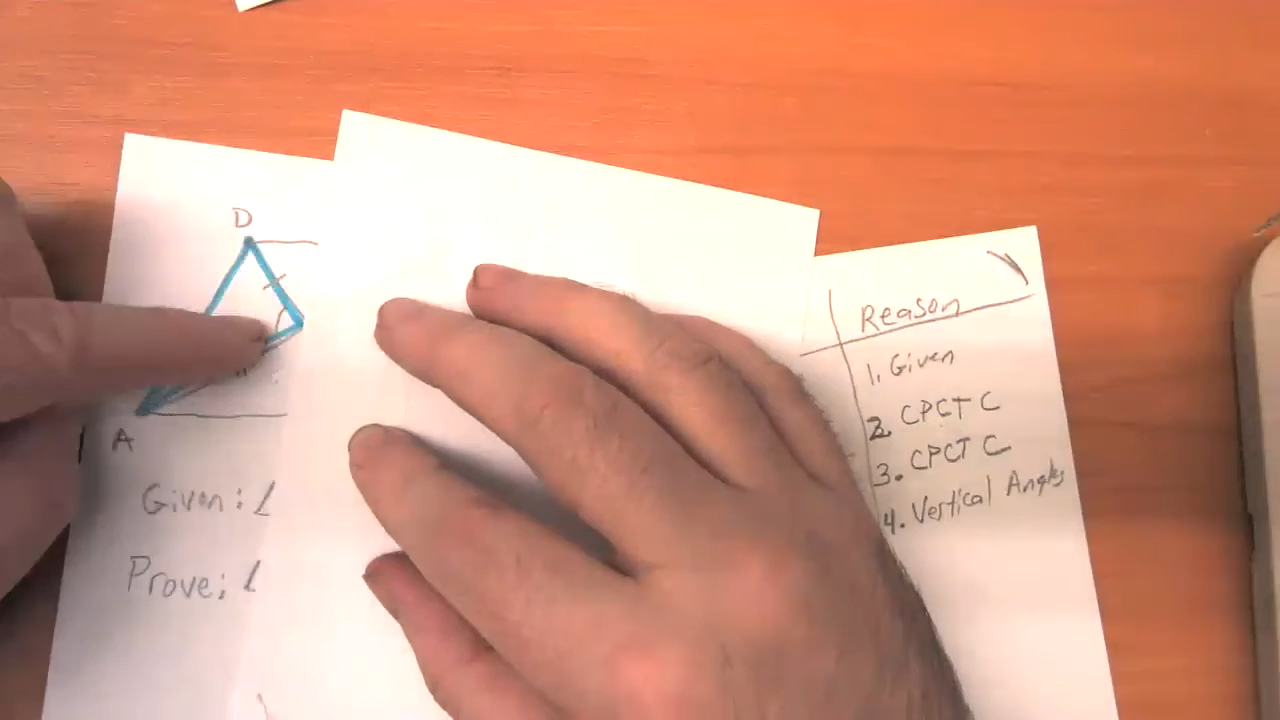 D
A
Given: ∠
Prove: ∠
Reason
1. Given
2. CPCTC
3. CPCTC
4. Vertical Angles